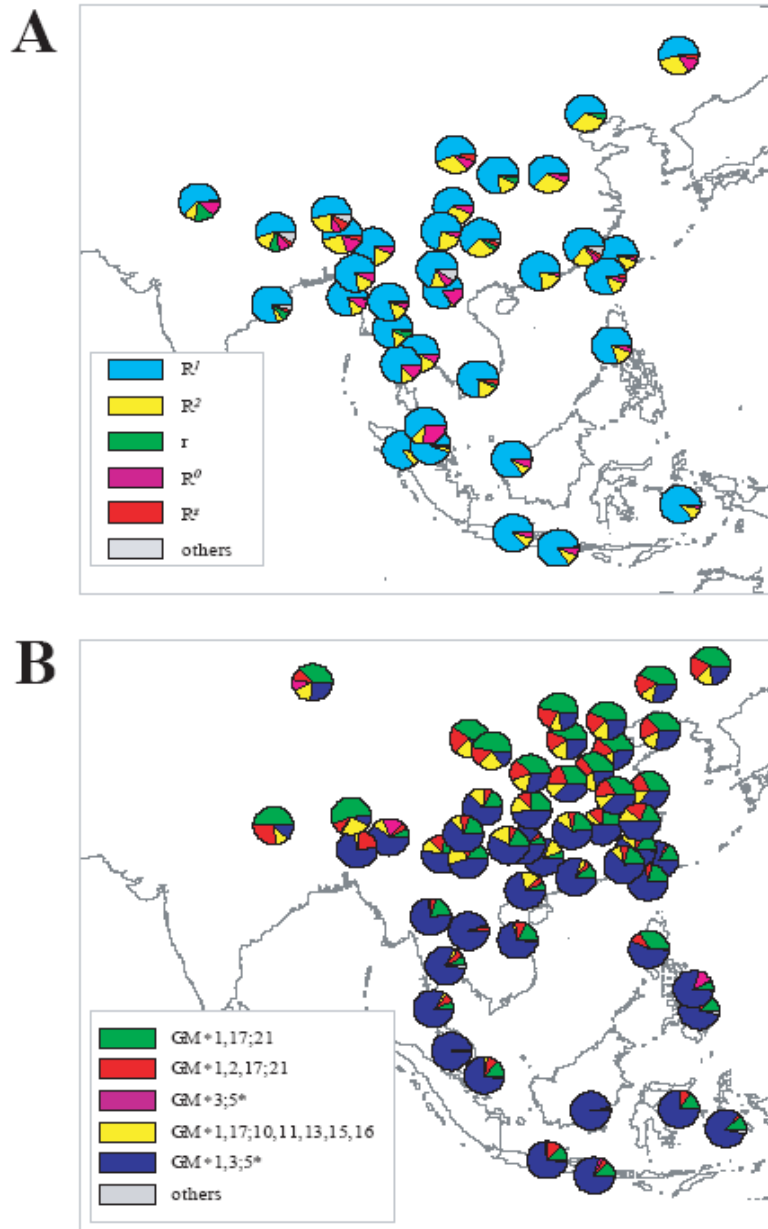 A
R¹
R²
r
R⁰
Rᶻ
others
B
GM*1,17;21
GM*1,2,17;21
GM*3;5*
GM*1,17;10,11,13,15,16
GM*1,3;5*
others